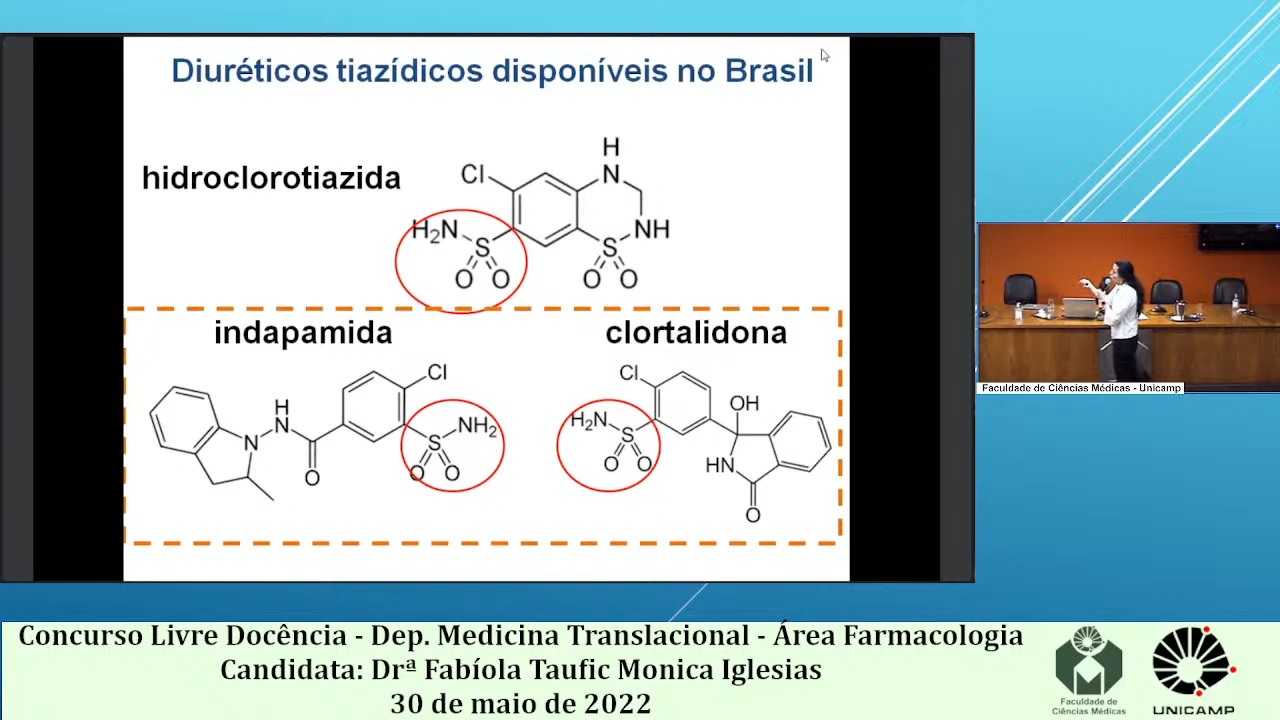 Diuréticos tiazídicos disponíveis no Brasil
hidroclorotiazida
H
N
Cl
H2N
S
O O
NH
S
O O
indapamida
clortalidona
Cl
H
N
N
O
S
NH2
O O
Cl
H2N
S
O O
OH
HN
O
Faculdade de Ciências Médicas - Unicamp
Concurso Livre Docência - Dep. Medicina Translacional - Área Farmacologia
Candidata: Drª Fabíola Taufic Monica Iglesias
30 de maio de 2022
Faculdade de
Ciências Médicas
UNICAMP